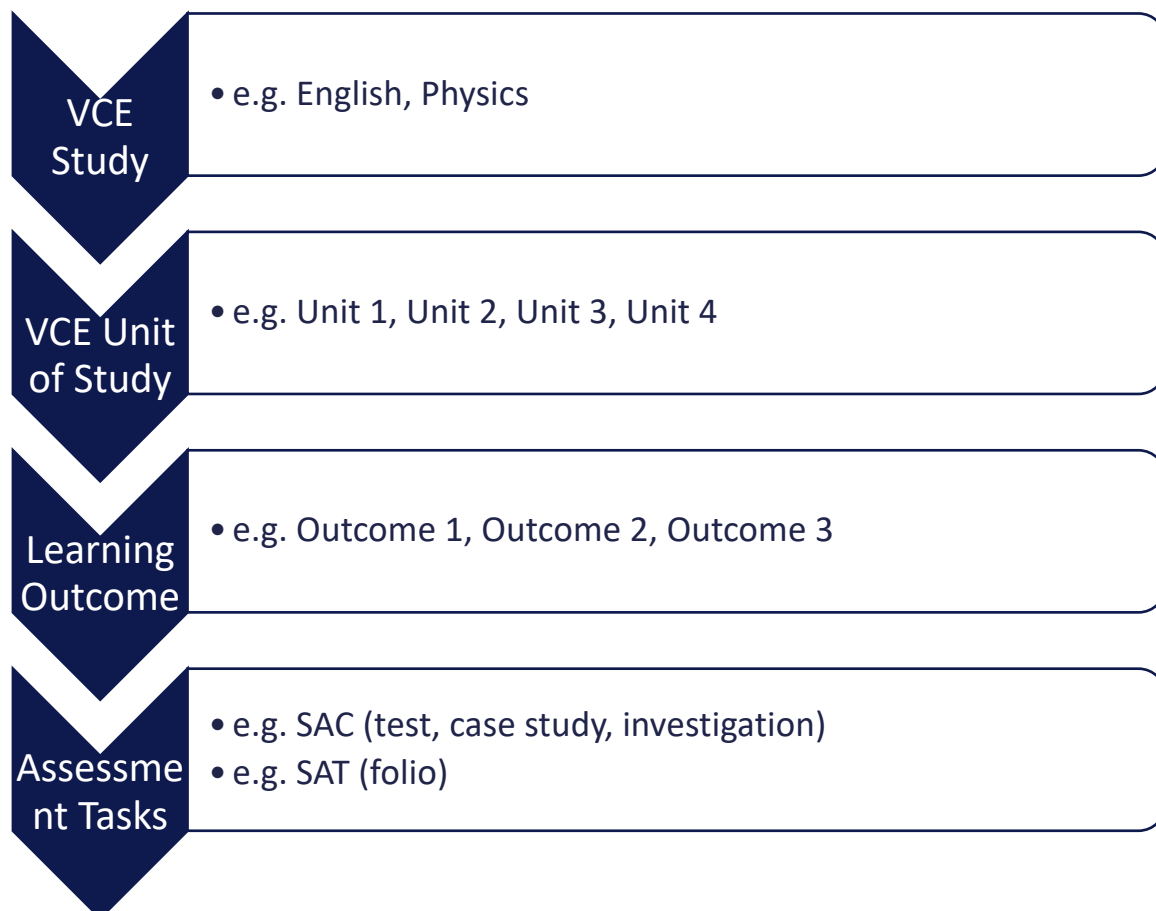 VCE
Study
• e.g. English, Physics
VCE Unit
of Study
• e.g. Unit 1, Unit 2, Unit 3, Unit 4
Learning
Outcome
• e.g. Outcome 1, Outcome 2, Outcome 3
Assessme
nt Tasks
• e.g. SAC (test, case study, investigation)
• e.g. SAT (folio)